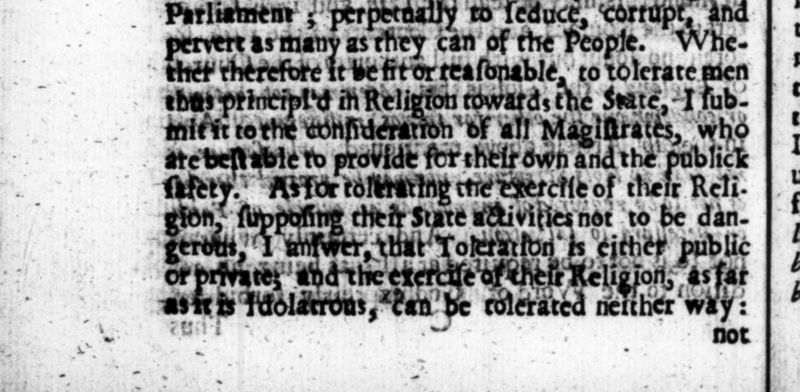 Parliament ; perpetually to ſeduce, corrupt, and
pervert as many as they can of the People. Whe-
ther therefore it be fit or reaſonable, to tolerate men
thus principl'd in Religion towards the State, I ſub-
mit it to the conſideration of all Magiſtrates, who
are beſt able to provide for their own and the publick
ſafety. As for tolerating the exerciſe of their Reli-
gion, ſuppoſing their State activities not to be dan-
gerous, I anſwer, that Toleration is either public
or private; and the exerciſe of their Religion, as far
as it is Idolatrous, can be tolerated neither way:
not